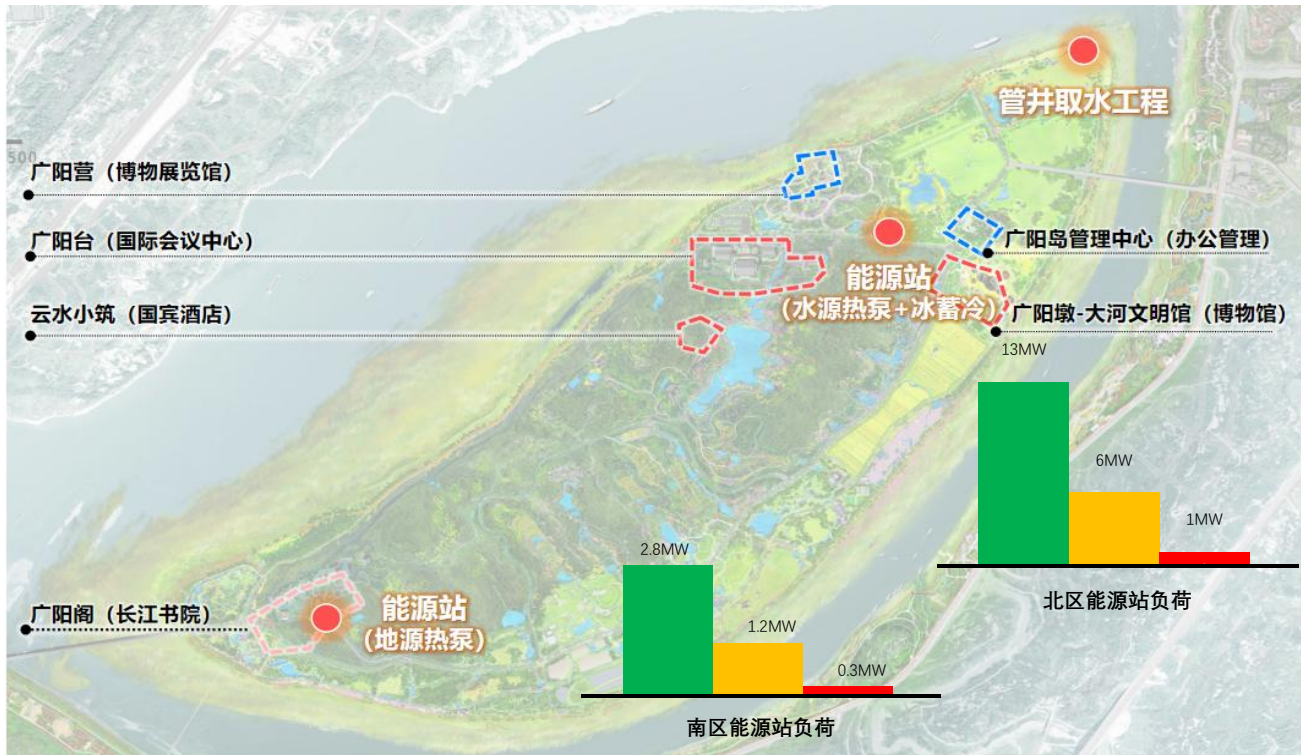 管井取水工程
500
广阳营（博物展览馆）
广阳台（国际会议中心）
广阳岛管理中心（办公管理）
能源站
（水源热泵+冰蓄冷）
云水小筑（国宾酒店）
广阳墩-大河文明馆（博物馆）
13MW
6MW
1MW
北区能源站负荷
2.8MW
1.2MW
0.3MW
南区能源站负荷
广阳阁（长江书院）
能源站
（地源热泵）